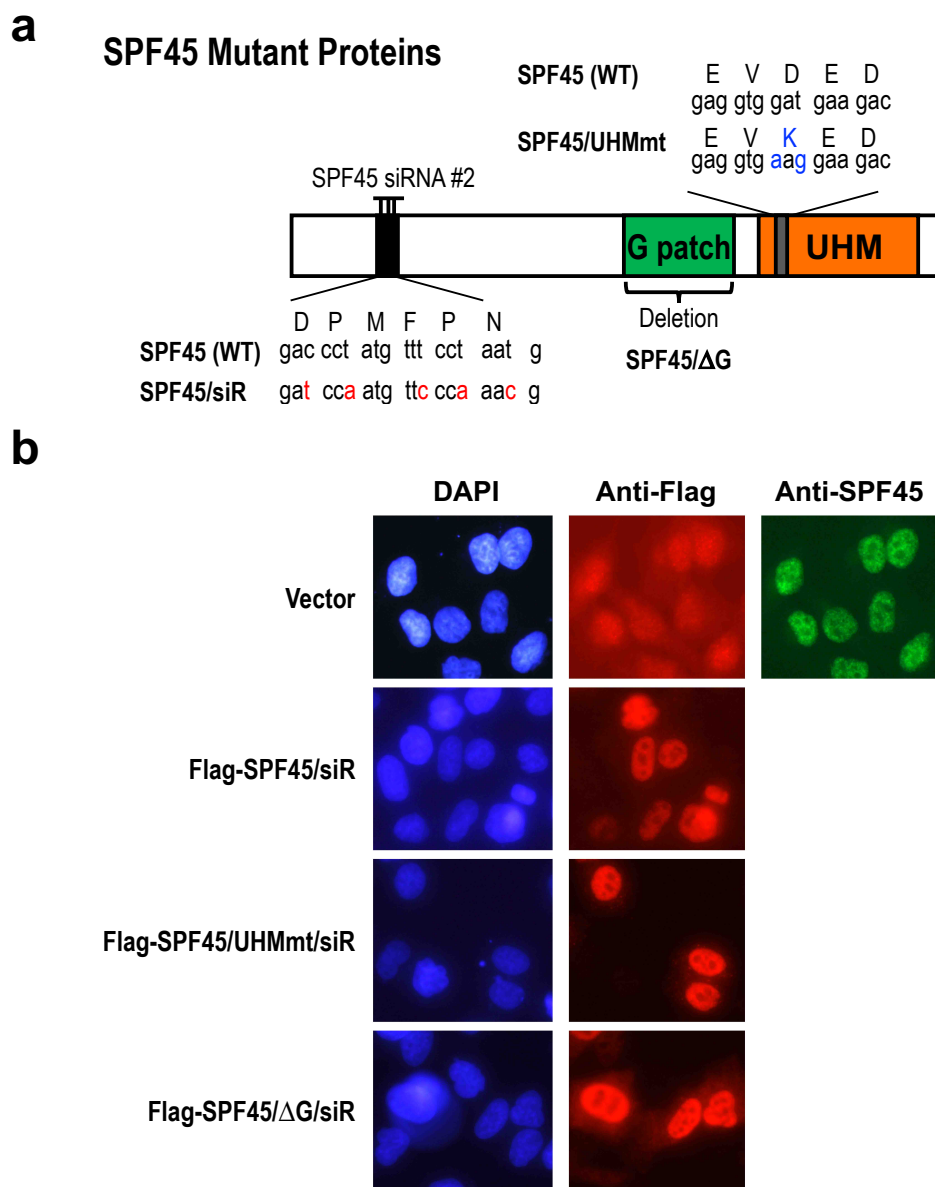 a
SPF45 Mutant Proteins
SPF45 (WT) E V D E D
gag gtg gat gaa gac
SPF45/UHMmt E V K E D
gag gtg aag gaa gac
SPF45 siRNA #2
G patch UHM
Deletion
SPF45/ΔG
D P M F P N
SPF45 (WT) gac cct atg ttt cct aat g
SPF45/siR gat cca atg ttc cca aac g
b
DAPI Anti-Flag Anti-SPF45
Vector
Flag-SPF45/siR
Flag-SPF45/UHMmt/siR
Flag-SPF45/ΔG/siR